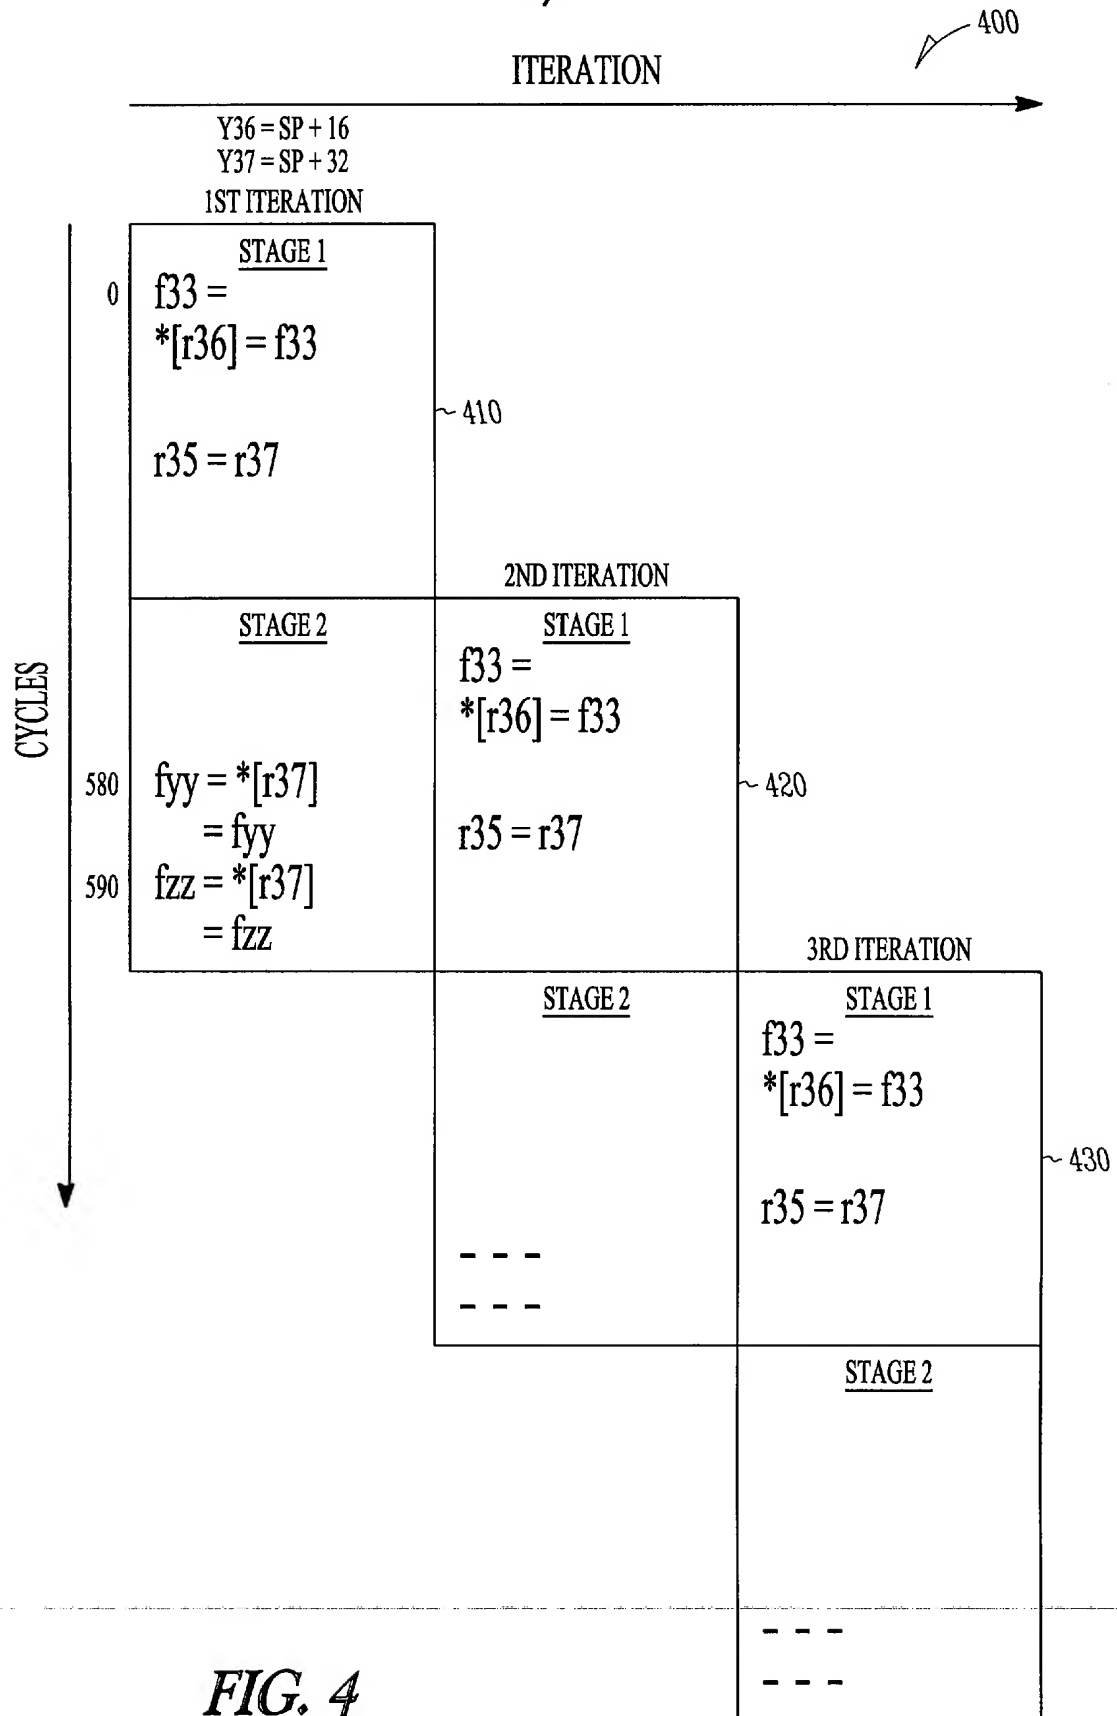 400
ITERATION
Y36 = SP + 16
Y37 = SP + 32
1ST ITERATION
STAGE 1
0 f33 =
*[r36] = f33
410
r35 = r37
2ND ITERATION
STAGE 2
STAGE 1
f33 =
*[r36] = f33
CYCLES
580 fyy = *[r37]
= fyy
590 fzz = *[r37]
= fzz
420
r35 = r37
3RD ITERATION
STAGE 2
STAGE 1
f33 =
*[r36] = f33
430
r35 = r37
- - -
- - -
STAGE 2
- - -
- - -
FIG. 4